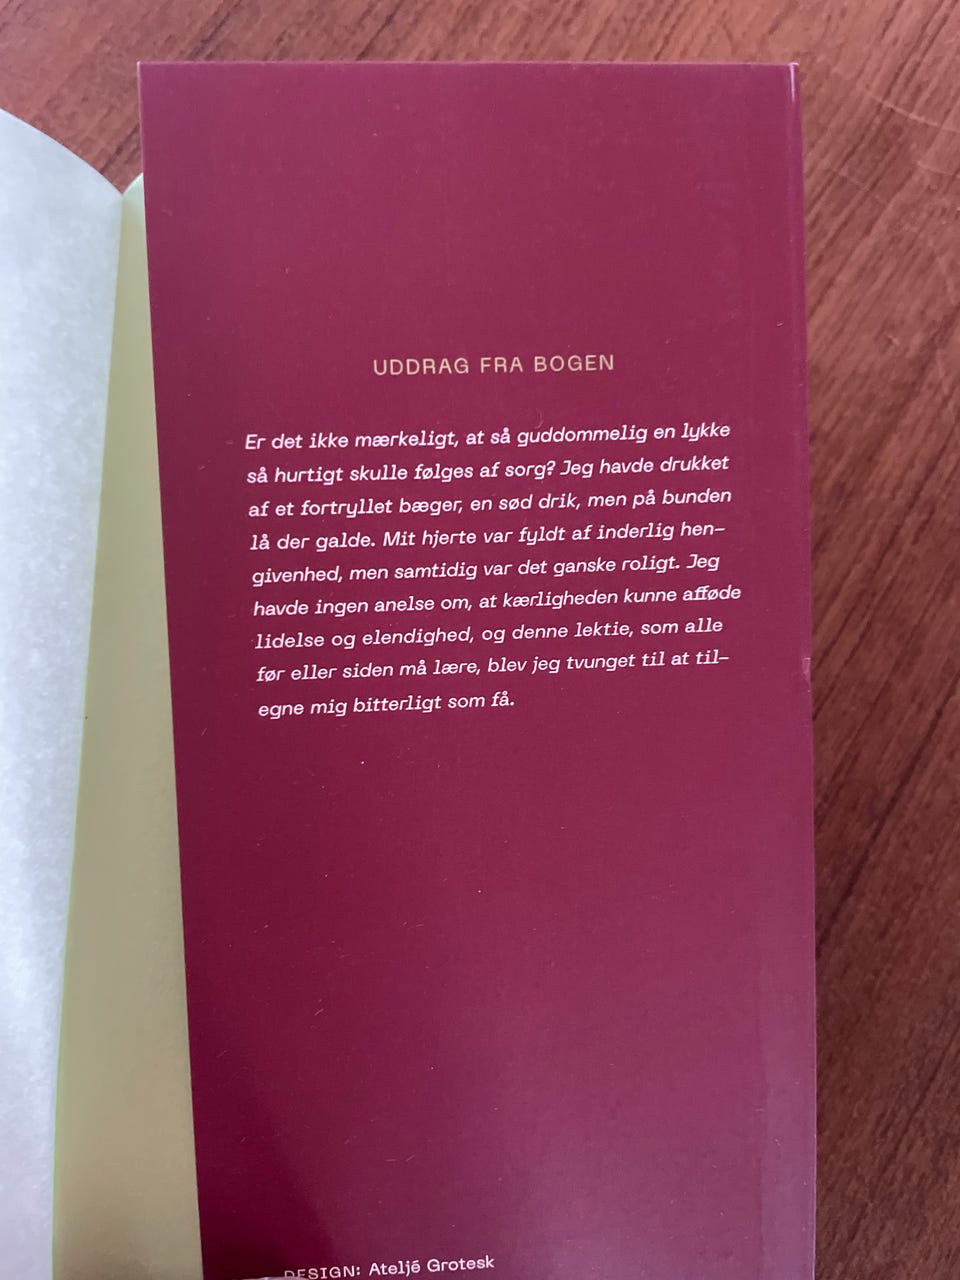 UDDRAG FRA BOGEN
Er det ikke mærkeligt, at så guddommelig en lykke
så hurtigt skulle følges af sorg? Jeg havde drukket
af et fortryllet bæger, en sød drik, men på bunden
lå der galde. Mit hjerte var fyldt af inderlig hen-
givenhed, men samtidig var det ganske roligt. Jeg
havde ingen anelse om, at kærligheden kunne afføde
lidelse og elendighed, og denne lektie, som alle
før eller siden må lære, blev jeg tvunget til at til-
egne mig bitterligt som få.
DESIGN: Ateljé Grotesk